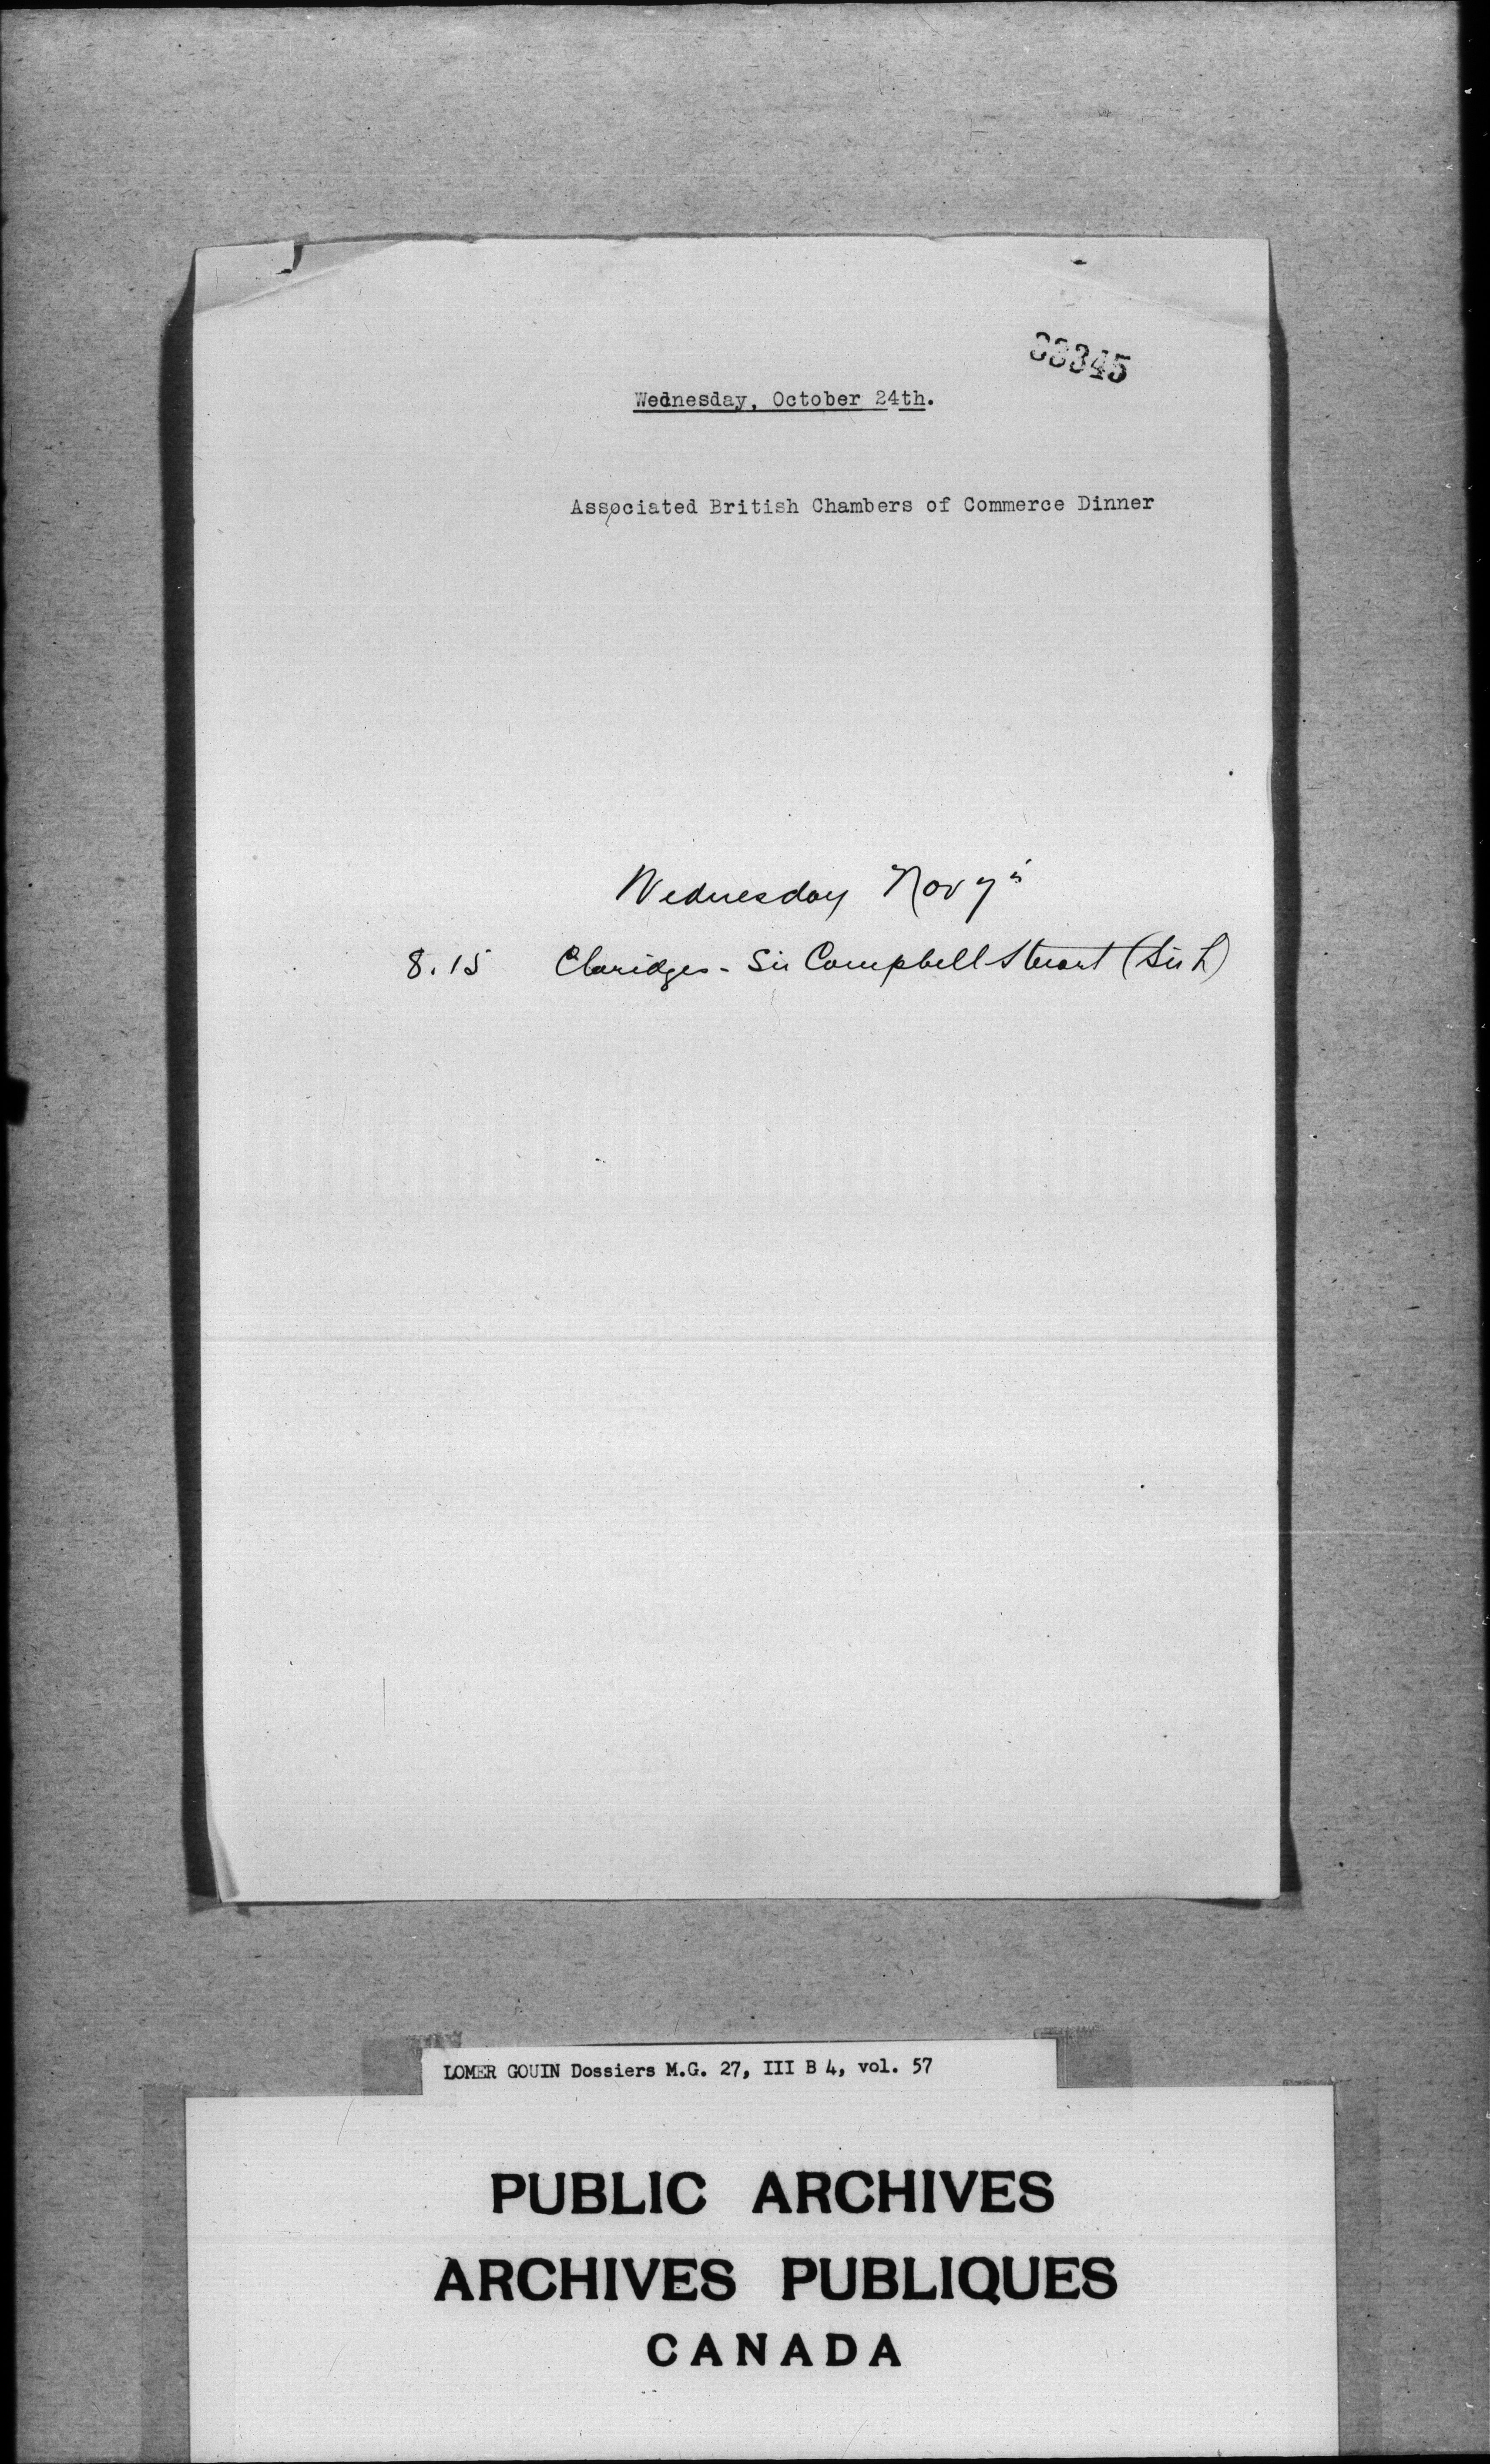 33345
Wednesday, October 24th.
Associated British Chambers of Commerce Dinner
Wednesday Nov 7"
8.15 Claridges - Sir Campbell Stuart (Sir L)
LOMER GOUIN Dossiers M.G. 27, III B 4, vol. 57
PUBLIC ARCHIVES
ARCHIVES PUBLIQUES
CANADA